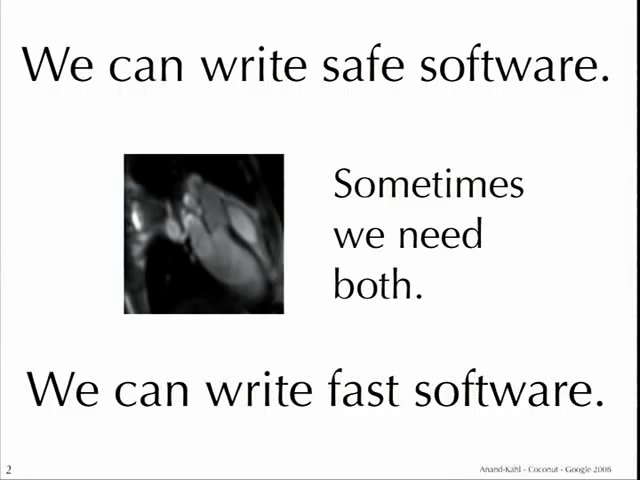 We can write safe software.
Sometimes
we need
both.
We can write fast software.
2
Anand-Kahl - Coconut - Google 2008